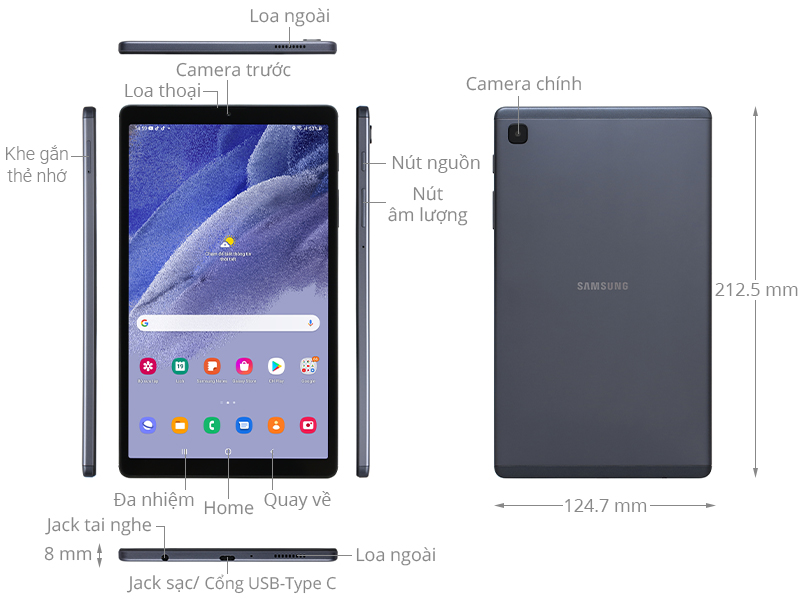 Loa ngoài
Camera trước
Loa thoại
Camera chính
Khe gắn
thẻ nhớ
Nút nguồn
Nút
âm lượng
SAMSUNG
212.5 mm
Đa nhiệm
Home
Quay về
124.7 mm
Jack tai nghe
8 mm
Loa ngoài
Jack sạc/ Cổng USB-Type C